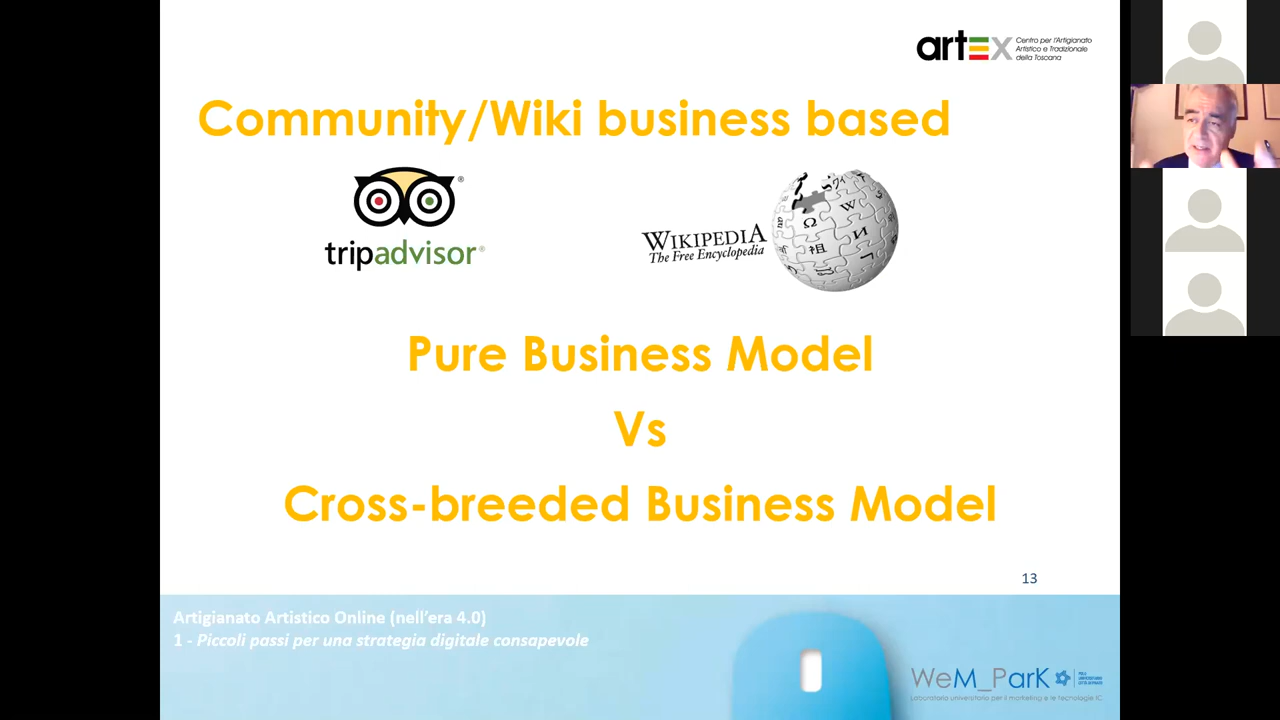 artex Centro per l'Artigianato
Artistico e Tradizionale
della Toscana
Community/Wiki business based
tripadvisor®
WIKIPEDIA
The Free Encyclopedia
Ω
W
И
祖
Pure Business Model
Vs
Cross-breeded Business Model
13
Artigianato Artistico Online (nell'era 4.0)
1 - Piccoli passi per una strategia digitale consapevole
WeM_ParK
Laboratorio universitario per il marketing e le tecnologie IC